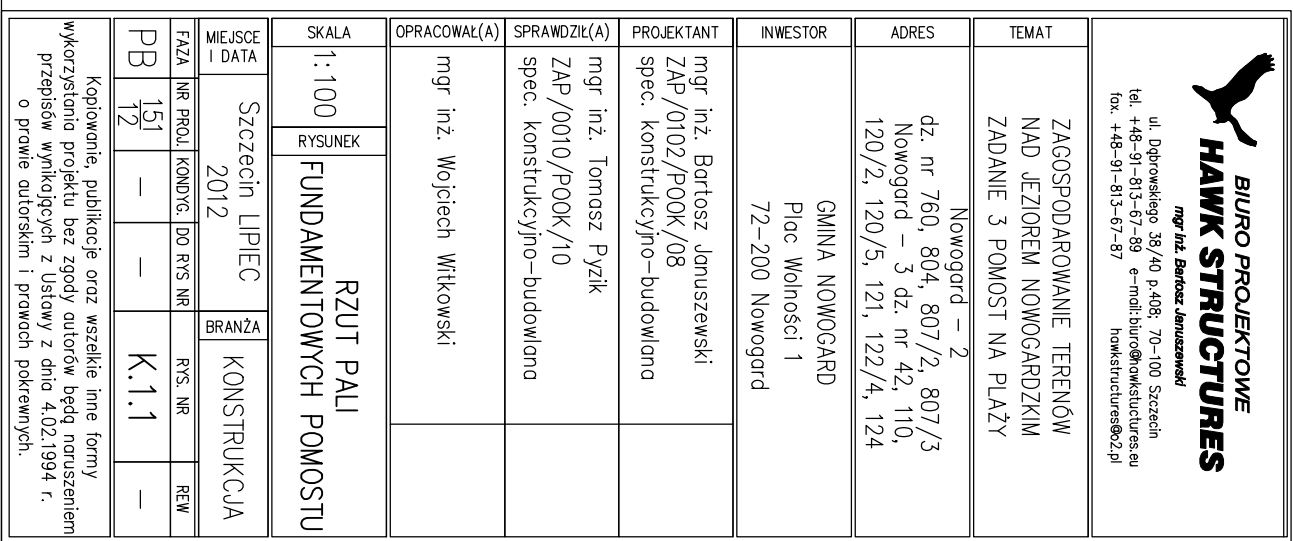 BIURO PROJEKTOWE
HAWK STRUCTURES
mgr inż. Bartosz Januszewski
ul. Dąbrowskiego 38/40 p.408; 70-100 Szczecin
tel. +48-91-813-67-89 e-mail:biuro@hawkstuctures.eu
fax. +48-91-813-67-87 hawkstructures@o2.pl
TEMAT
ZAGOSPODAROWANIE TERENÓW
NAD JEZIOREM NOWOGARDZKIM
ZADANIE 3 POMOST NA PLAŻY
ADRES
Nowogard - 2
dz. nr 760, 804, 807/2, 807/3
Nowogard - 3 dz. nr 42, 110,
120/2, 120/5, 121, 122/4, 124
INWESTOR
GMINA NOWOGARD
Plac Wolności 1
72-200 Nowogard
PROJEKTANT
mgr inż. Bartosz Januszewski
ZAP/0102/POOK/08
spec. konstrukcyjno-budowlana
SPRAWDZIŁ(A)
mgr inż. Tomasz Pyzik
ZAP/0010/POOK/10
spec. konstrukcyjno-budowlana
OPRACOWAŁ(A)
mgr inż. Wojciech Witkowski
SKALA
1:100
RYSUNEK
RZUT PALI
FUNDAMENTOWYCH POMOSTU
MIEJSCE
I DATA
Szczecin LIPIEC
2012
BRANŻA
KONSTRUKCJA
FAZA NR PROJ. KONDYG. DO RYS NR RYS. NR REW
PB 151/12 - - K.1.1 -
Kopiowanie, publikacje oraz wszelkie inne formy
wykorzystania projektu bez zgody autorów będą naruszeniem
przepisów wynikających z Ustawy z dnia 4.02.1994 r.
o prawie autorskim i prawach pokrewnych.